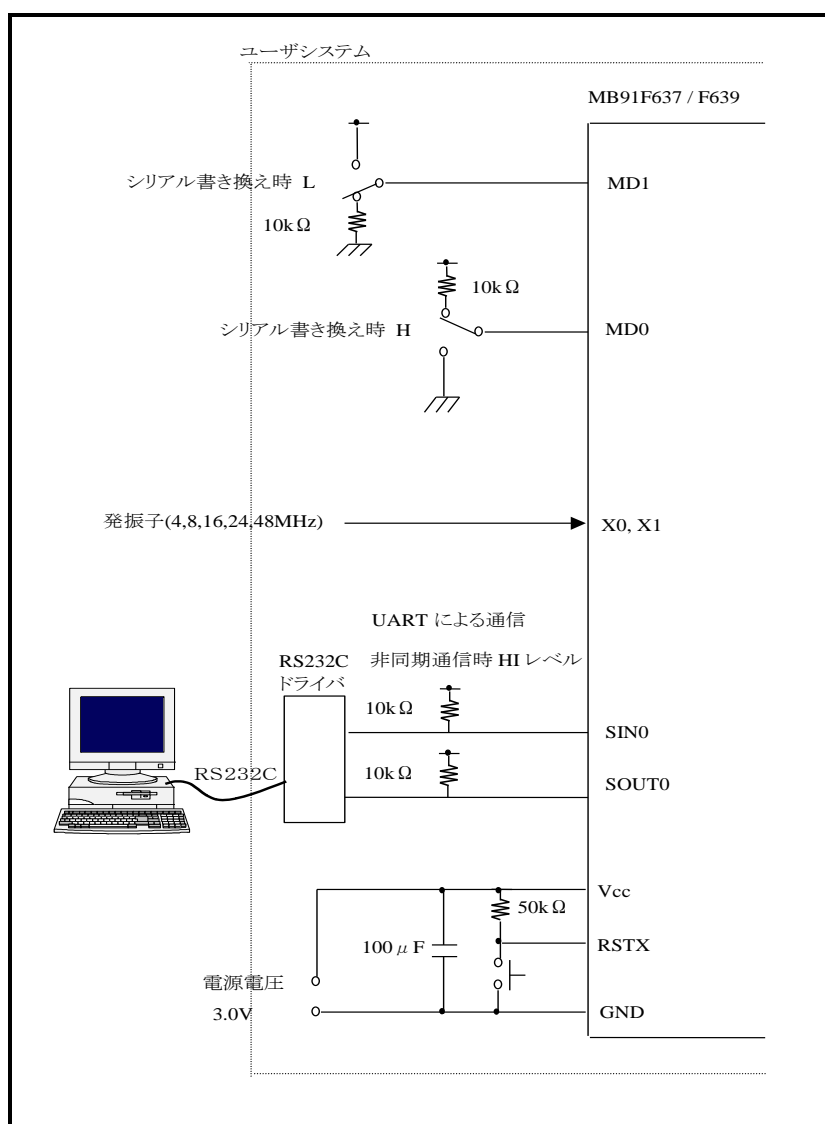 ユーザシステム
MB91F637 / F639
シリアル書き換え時 L
MD1
10kΩ
10kΩ
シリアル書き換え時 H
MD0
発振子(4,8,16,24,48MHz)
X0, X1
UART による通信
非同期通信時 HI レベル
RS232C
ドライバ
10kΩ
SIN0
RS232C
10kΩ
SOUT0
Vcc
50kΩ
100μF
RSTX
電源電圧
3.0V
GND